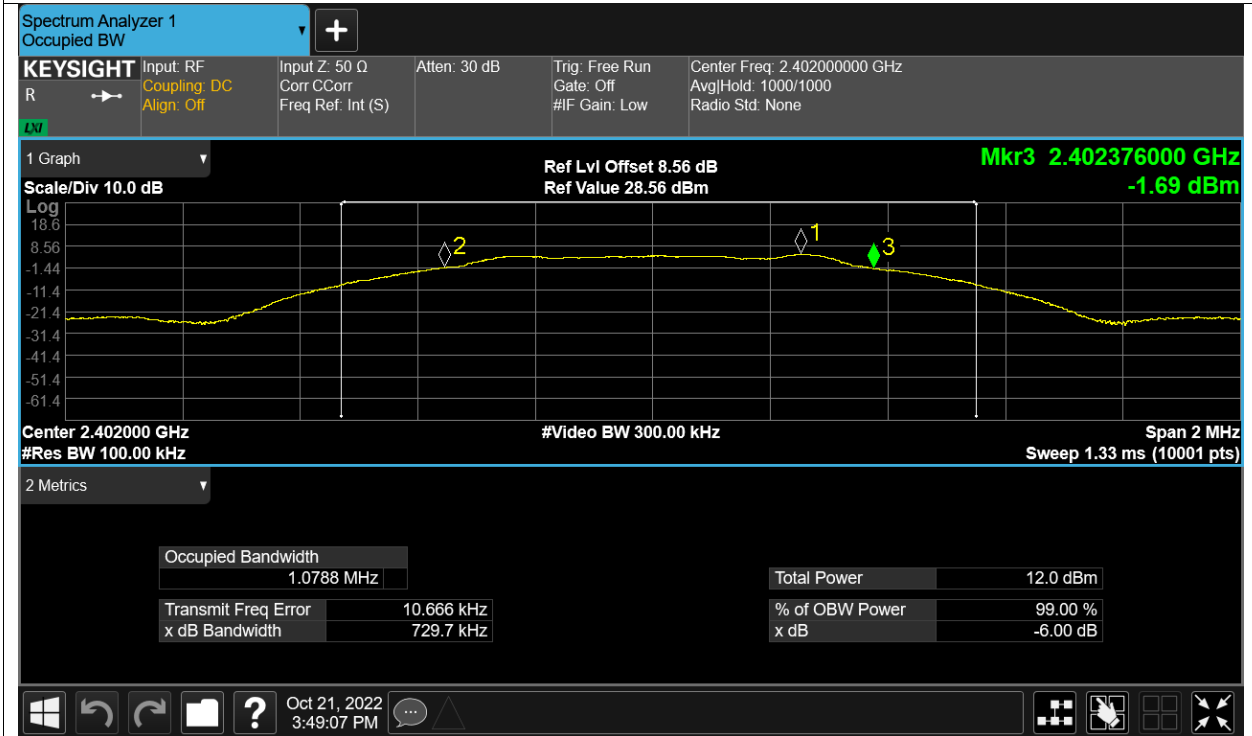 Spectrum Analyzer 1
Occupied BW
KEYSIGHT
R
LXI
Input: RF
Coupling: DC
Align: Off
Input Z: 50 Ω
Corr CCorr
Freq Ref: Int (S)
Atten: 30 dB
Trig: Free Run
Gate: Off
#IF Gain: Low
Center Freq: 2.402000000 GHz
Avg|Hold: 1000/1000
Radio Std: None
1 Graph
Scale/Div 10.0 dB
Ref Lvl Offset 8.56 dB
Ref Value 28.56 dBm
Mkr3 2.402376000 GHz
-1.69 dBm
Log
18.6
8.56
-1.44
-11.4
-21.4
-31.4
-41.4
-51.4
-61.4
2
1
3
Center 2.402000 GHz
#Video BW 300.00 kHz
Span 2 MHz
#Res BW 100.00 kHz
Sweep 1.33 ms (10001 pts)
2 Metrics
Occupied Bandwidth
1.0788 MHz
Total Power 12.0 dBm
Transmit Freq Error 10.666 kHz
% of OBW Power 99.00 %
x dB Bandwidth 729.7 kHz
x dB -6.00 dB
?
Oct 21, 2022
3:49:07 PM